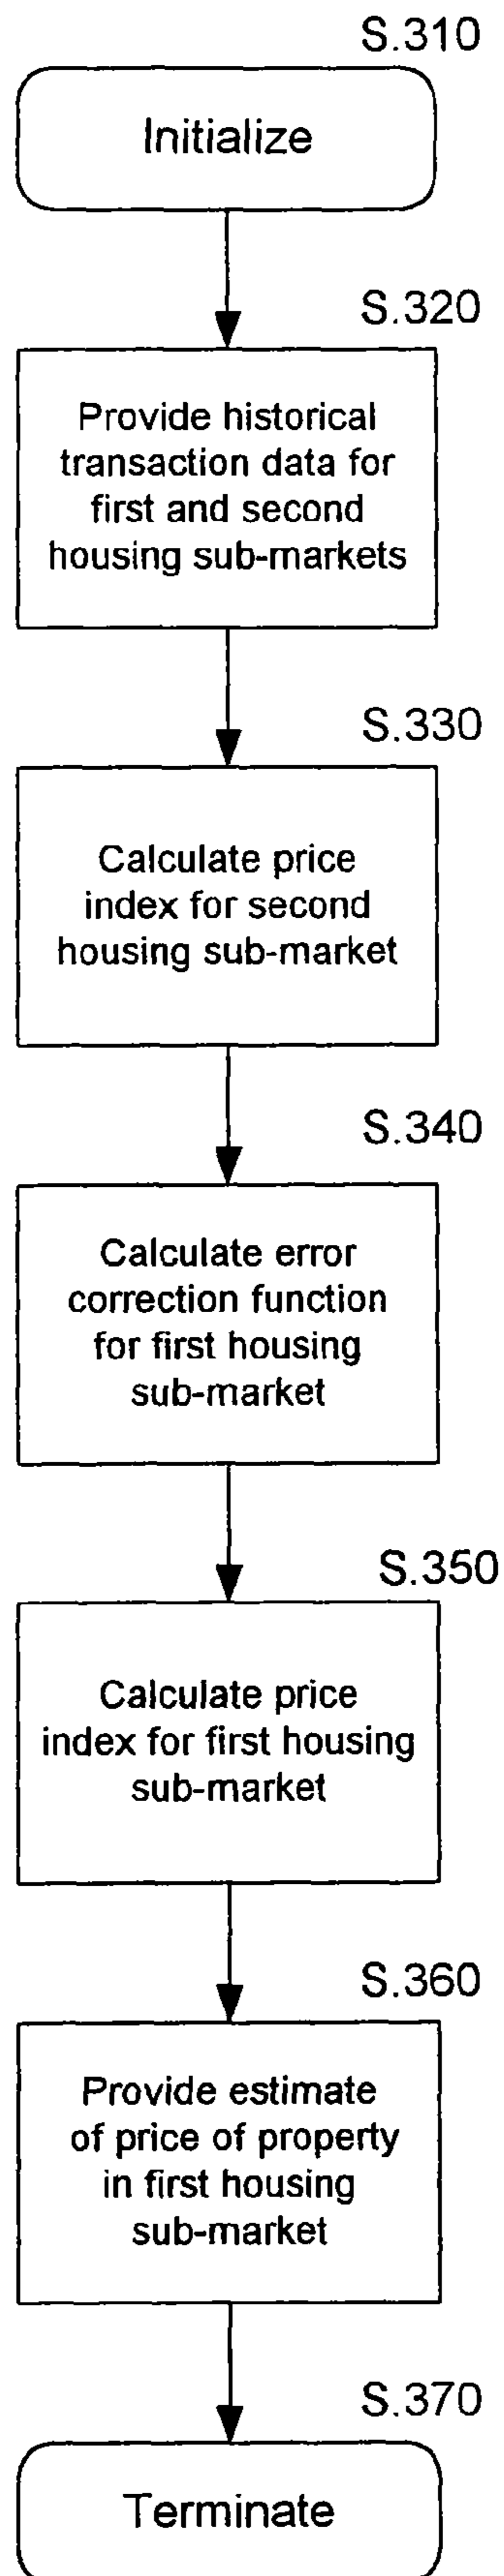 S.310
Initialize
S.320
Provide historical
transaction data for
first and second
housing sub-markets
S.330
Calculate price
index for second
housing sub-market
S.340
Calculate error
correction function
for first housing
sub-market
S.350
Calculate price
index for first housing
sub-market
S.360
Provide estimate
of price of property
in first housing
sub-market
S.370
Terminate